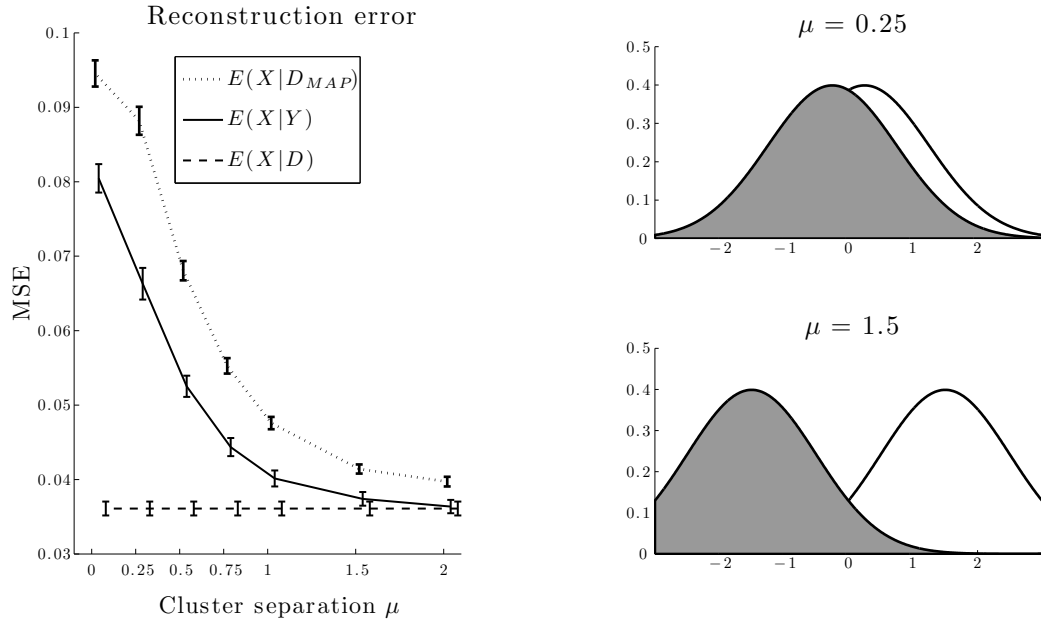 Reconstruction error
0.1
0.09
0.08
0.07
0.06
0.05
0.04
0.03
MSE
E(X|D_{MAP})
E(X|Y)
E(X|D)
0 0.25 0.5 0.75 1 1.5 2
Cluster separation μ
μ = 0.25
0.5
0.4
0.3
0.2
0.1
0
−2 −1 0 1 2
μ = 1.5
0.5
0.4
0.3
0.2
0.1
0
−2 −1 0 1 2